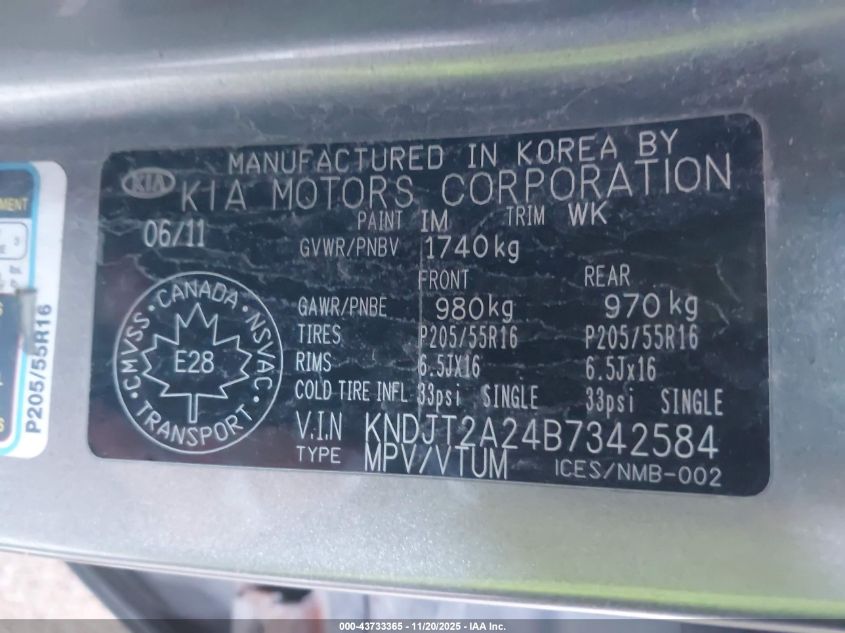 MANUFACTURED IN KOREA BY
KIA KIA MOTORS CORPORATION
PAINT IM TRIM WK
06/11 GVWR/PNBV 1740kg
FRONT REAR
GAWR/PNBE 980kg 970kg
TIRES P205/55R16 P205/55R16
RIMS 6.5JX16 6.5Jx16
COLD TIRE INFL 33psi SINGLE 33psi SINGLE
V.I.N KNDJT2A24B7342584
TYPE MPV/VTUM ICES/NMB-002
CMVSS · CANADA · NSVAC · TRANSPORT ·
E28
P205/55R16
000-43733365 - 11/20/2025 - IAA Inc.